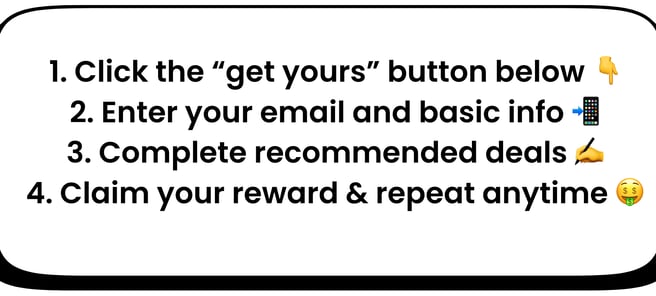 1. Click the “get yours” button below 👇
2. Enter your email and basic info 📲
3. Complete recommended deals ✍️
4. Claim your reward & repeat anytime 🤑